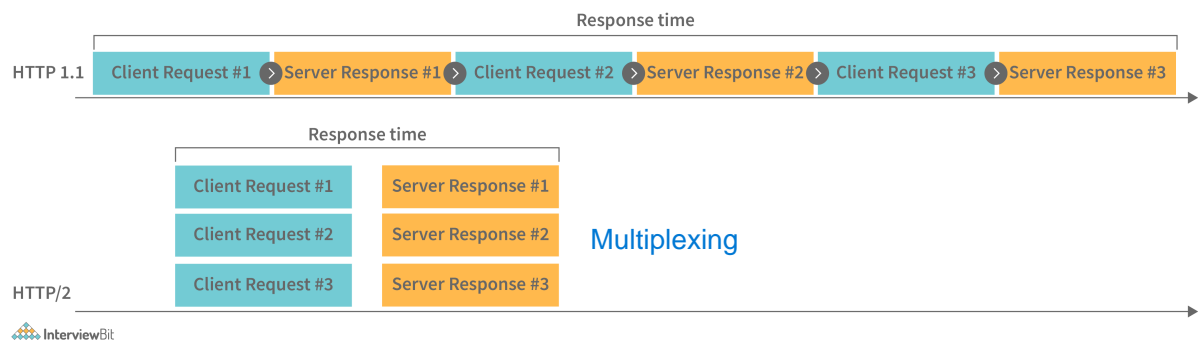 Response time
HTTP 1.1 Client Request #1 Server Response #1 Client Request #2 Server Response #2 Client Request #3 Server Response #3
Response time
Client Request #1 Server Response #1
Client Request #2 Server Response #2
Multiplexing
Client Request #3 Server Response #3
HTTP/2
InterviewBit